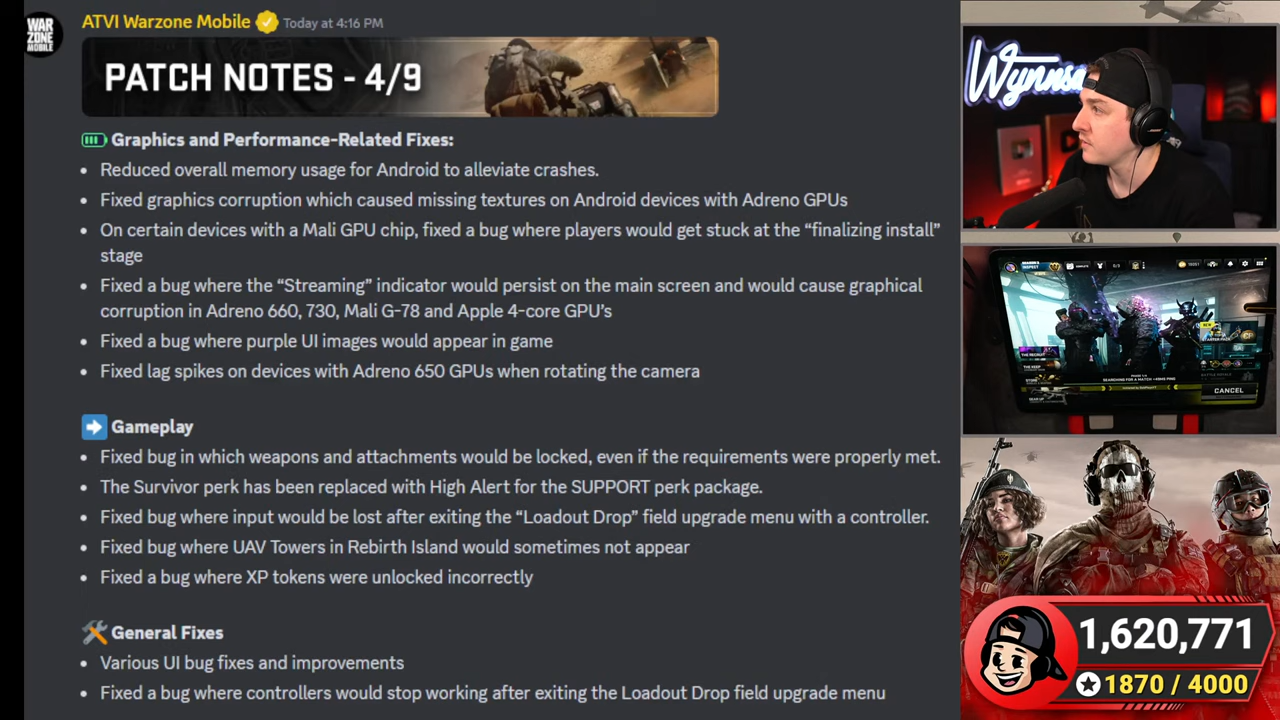 WAR
ZONE
MOBILE
ATVI Warzone Mobile Today at 4:16 PM
PATCH NOTES - 4/9
Graphics and Performance-Related Fixes:
• Reduced overall memory usage for Android to alleviate crashes.
• Fixed graphics corruption which caused missing textures on Android devices with Adreno GPUs
• On certain devices with a Mali GPU chip, fixed a bug where players would get stuck at the “finalizing install”
stage
• Fixed a bug where the “Streaming” indicator would persist on the main screen and would cause graphical
corruption in Adreno 660, 730, Mali G-78 and Apple 4-core GPU’s
• Fixed a bug where purple UI images would appear in game
• Fixed lag spikes on devices with Adreno 650 GPUs when rotating the camera
Gameplay
• Fixed bug in which weapons and attachments would be locked, even if the requirements were properly met.
• The Survivor perk has been replaced with High Alert for the SUPPORT perk package.
• Fixed bug where input would be lost after exiting the “Loadout Drop” field upgrade menu with a controller.
• Fixed bug where UAV Towers in Rebirth Island would sometimes not appear
• Fixed a bug where XP tokens were unlocked incorrectly
General Fixes
• Various UI bug fixes and improvements
• Fixed a bug where controllers would stop working after exiting the Loadout Drop field upgrade menu
Wynns
STARTER PACK
CANCEL
1,620,771
1870 / 4000